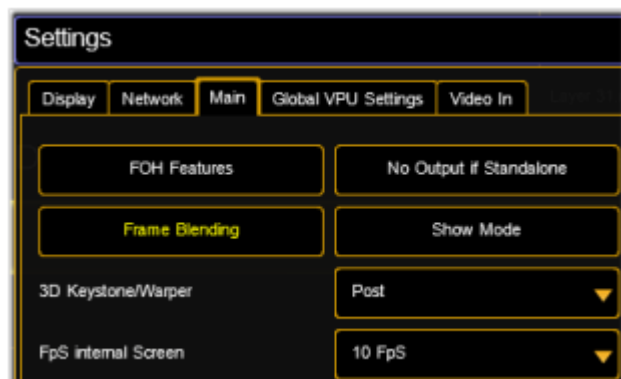 Settings
Display Network Main Global VPU Settings Video In
FOH Features No Output if Standalone
Frame Blending Show Mode
3D Keystone/Warper Post
FpS internal Screen 10 FpS